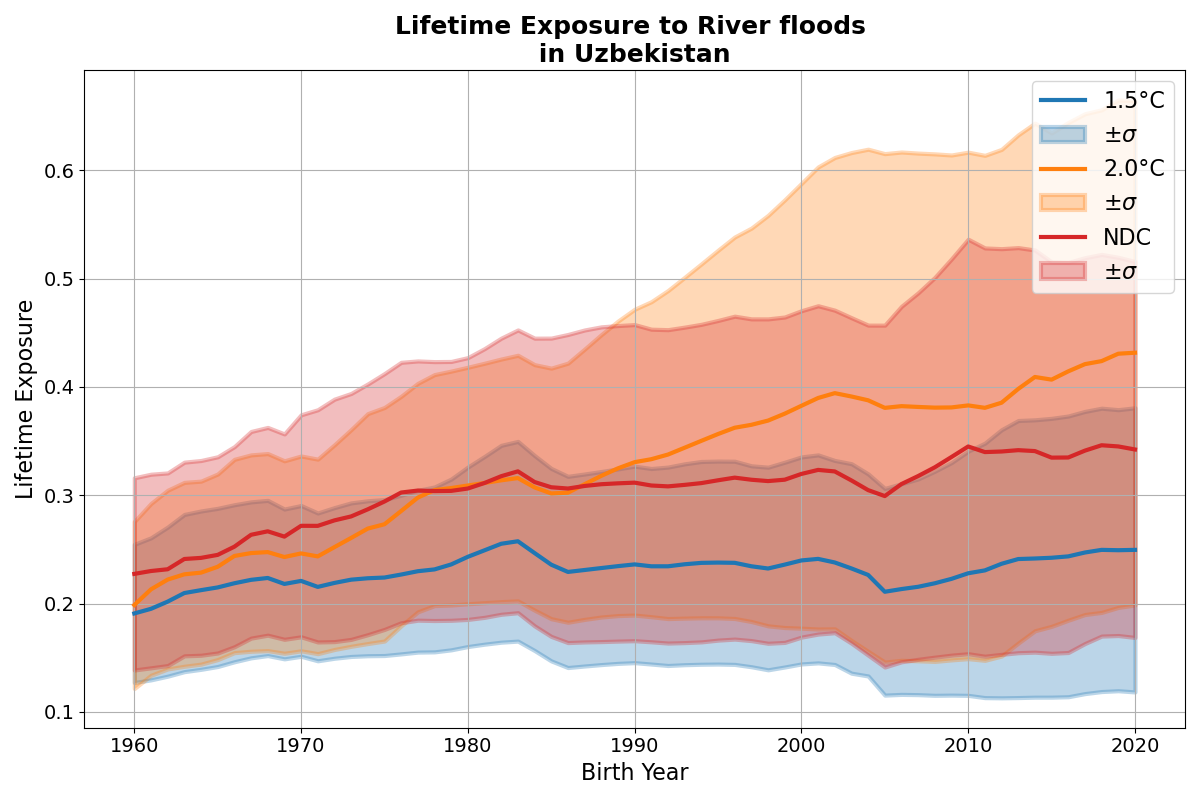 Lifetime Exposure to River floods
in Uzbekistan
Lifetime Exposure
0.6
0.5
0.4
0.3
0.2
0.1
1960 1970 1980 1990 2000 2010 2020
Birth Year
1.5°C
±σ
2.0°C
±σ
NDC
±σ